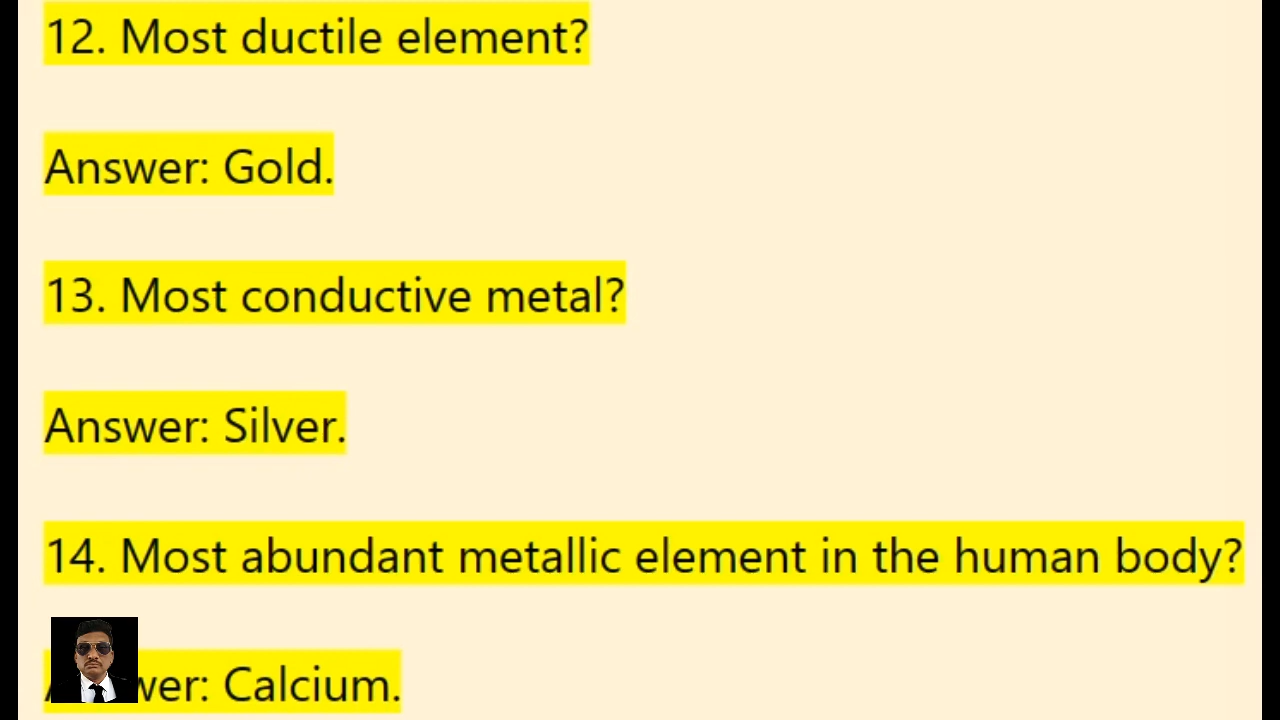 12. Most ductile element?
Answer: Gold.
13. Most conductive metal?
Answer: Silver.
14. Most abundant metallic element in the human body?
wer: Calcium.